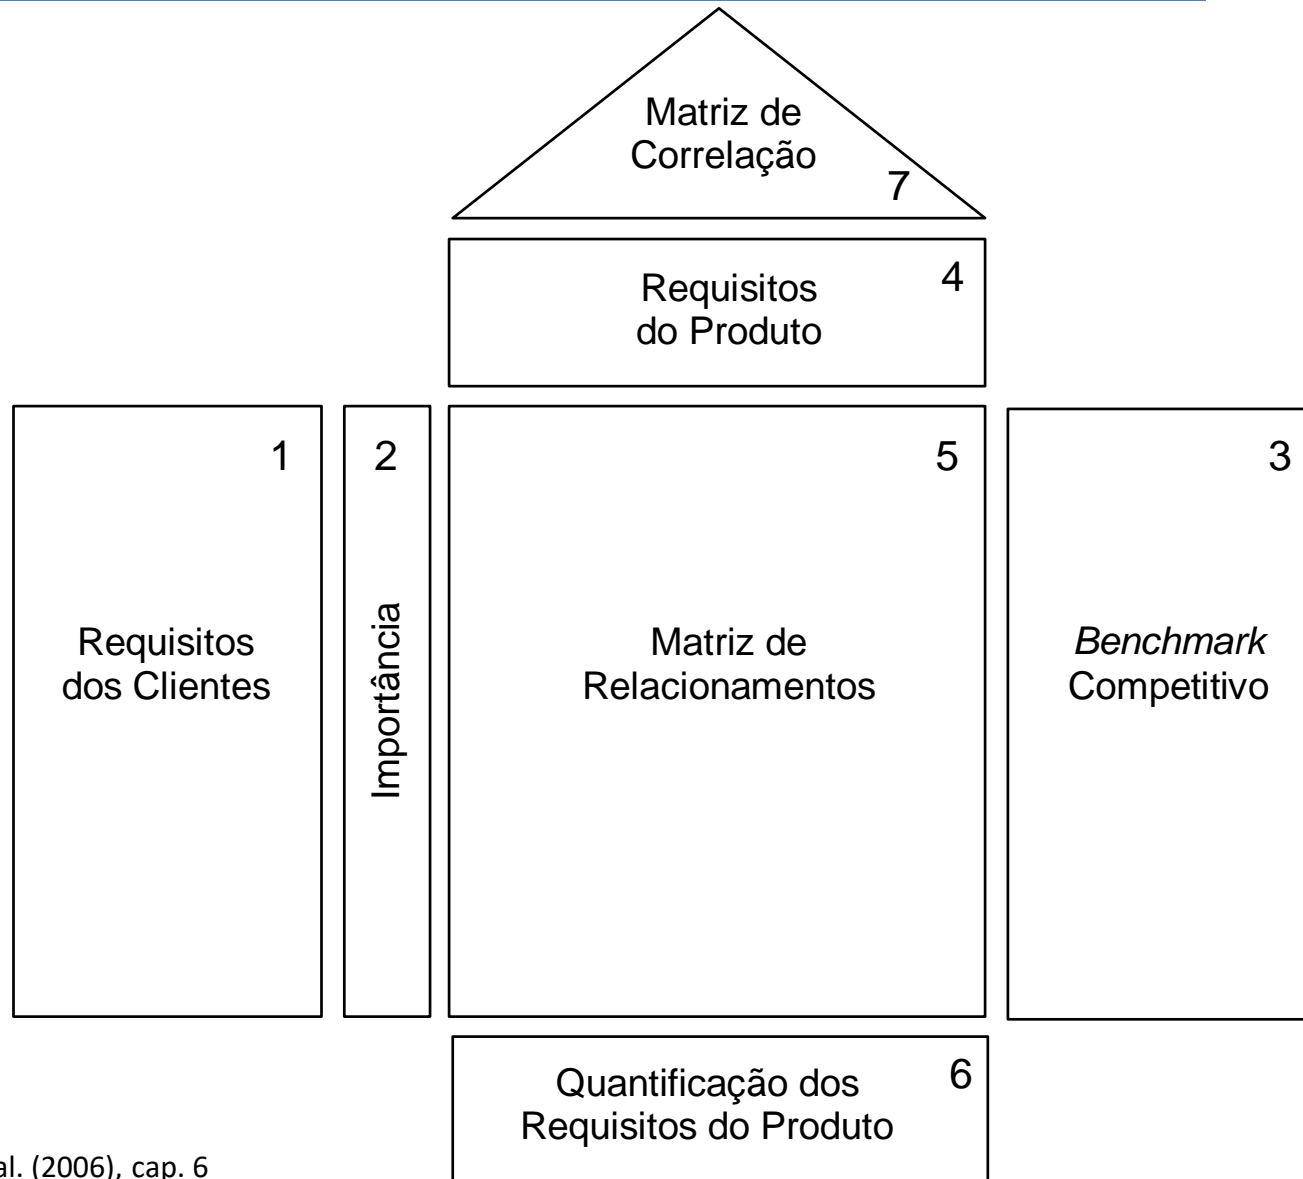 Matriz de
Correlação
7
Requisitos
do Produto
4
1
Requisitos
dos Clientes
2
Importância
5
Matriz de
Relacionamentos
3
Benchmark
Competitivo
Quantificação dos
Requisitos do Produto
6
al. (2006), cap. 6